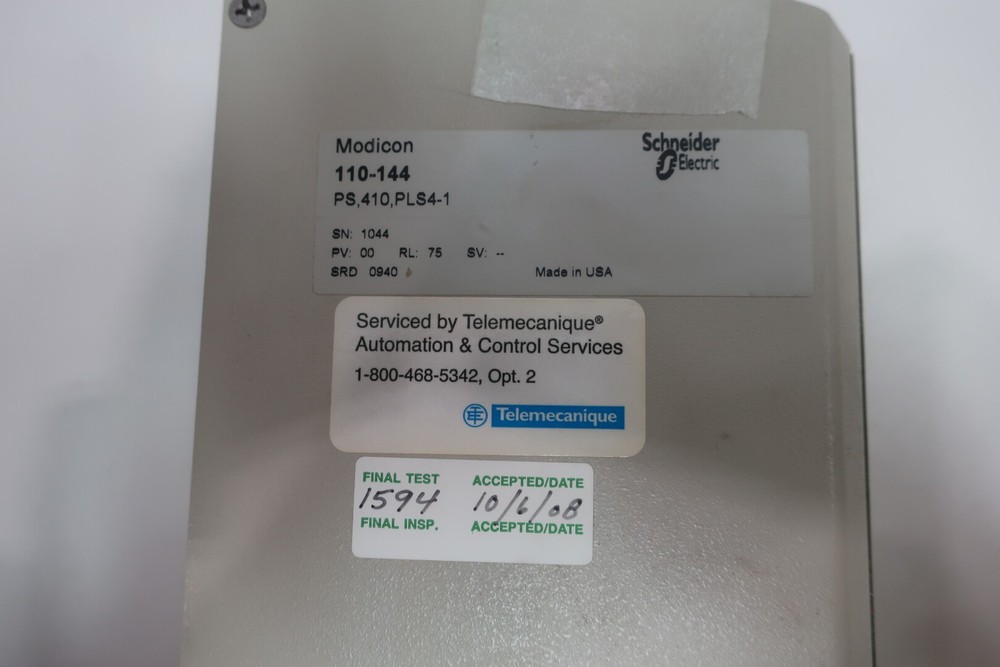 Modicon
Schneider
Electric
110-144
PS,410,PLS4-1
SN: 1044
PV: 00 RL: 75 SV: --
SRD 0940 Made in USA
Serviced by Telemecanique®
Automation & Control Services
1-800-468-5342, Opt. 2
Telemecanique
FINAL TEST ACCEPTED/DATE
1594 10/6/08
FINAL INSP. ACCEPTED/DATE